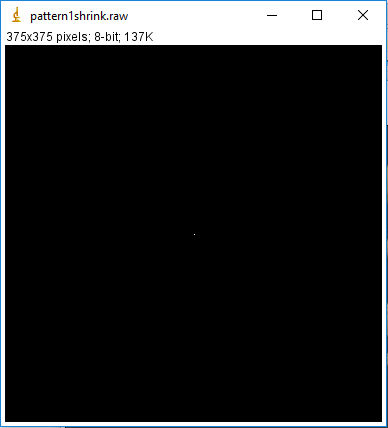 pattern1shrink.raw
375x375 pixels; 8-bit; 137K